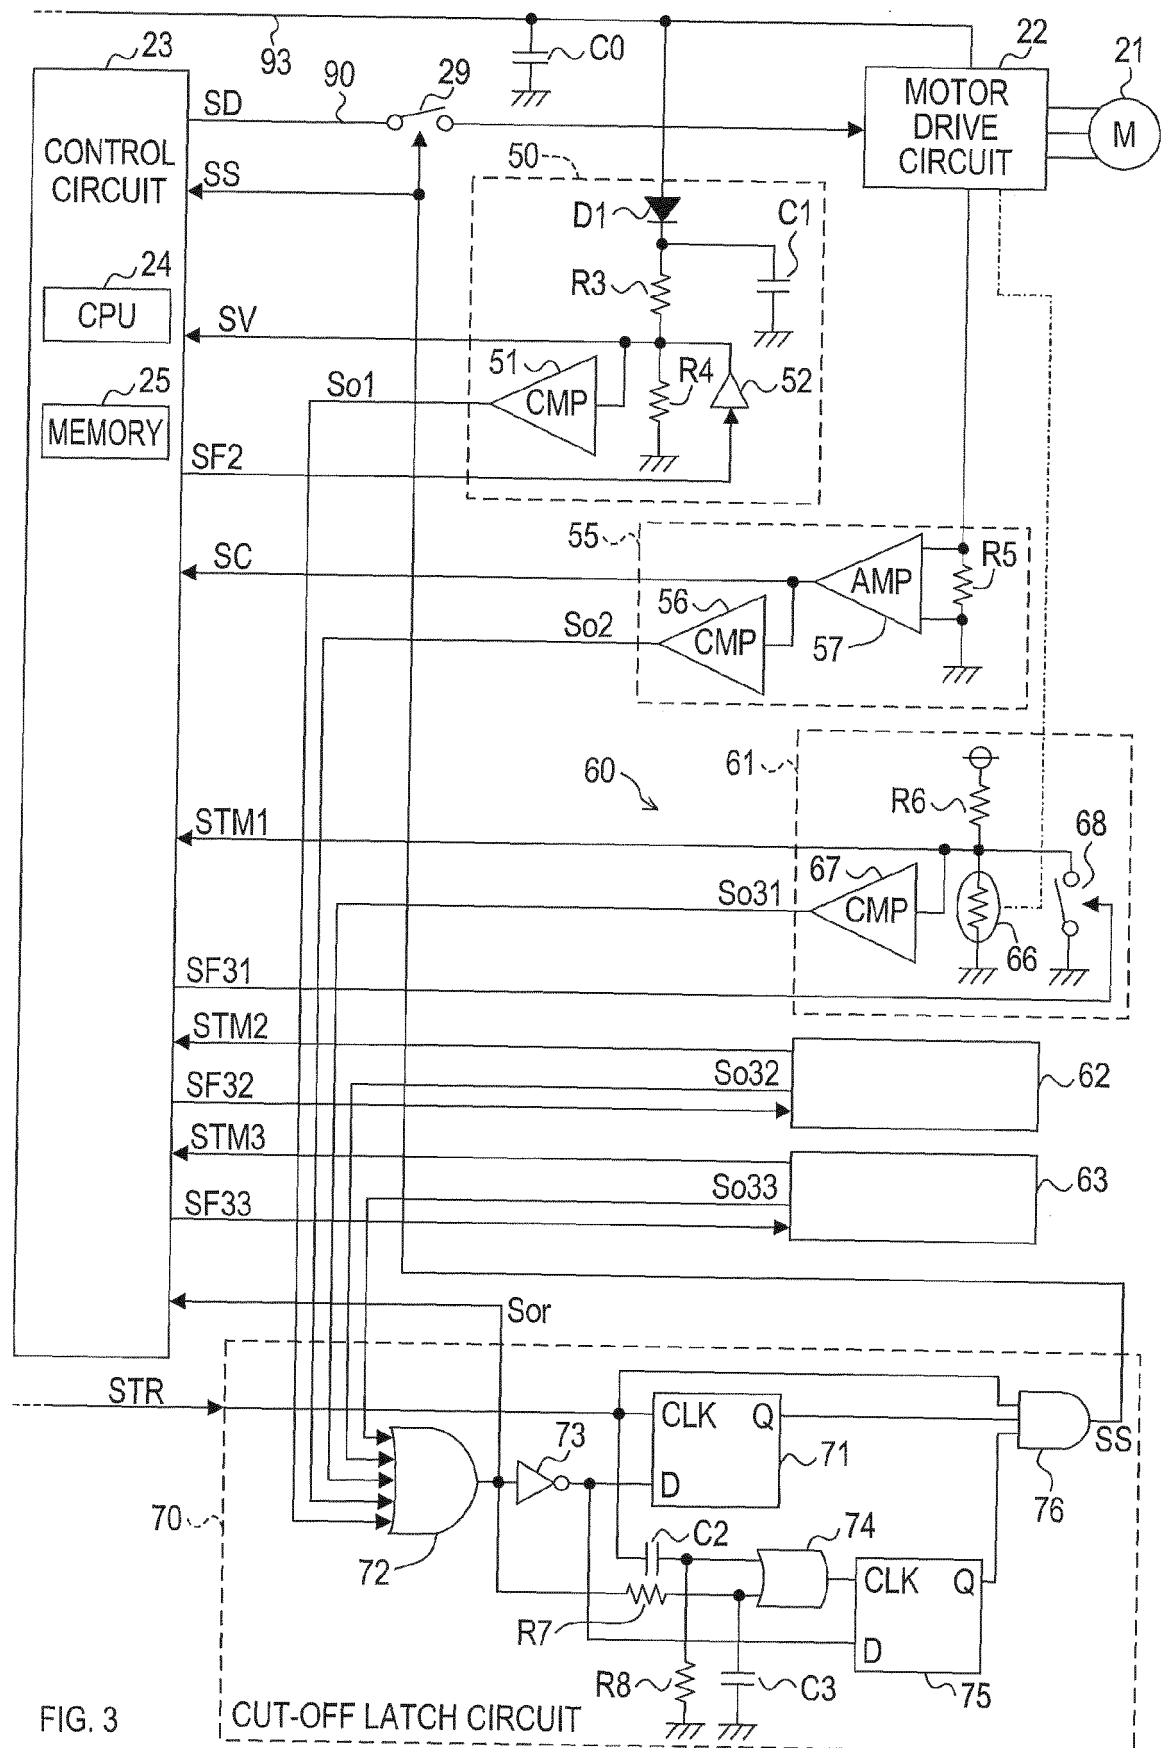 93
C0
22
21
23
90
29
SD
MOTOR
DRIVE
CIRCUIT
M
CONTROL
CIRCUIT
SS
50
D1
C1
24
CPU
R3
SV
51
CMP
R4
52
So1
25
MEMORY
SF2
55
SC
AMP
R5
56
CMP
57
So2
60
61
R6
STM1
68
67
CMP
So31
66
SF31
STM2
So32
62
SF32
STM3
So33
63
SF33
Sor
STR
CLK
Q
73
71
SS
D
76
70
72
C2
74
CLK
Q
R7
D
R8
C3
75
FIG. 3
CUT-OFF LATCH CIRCUIT